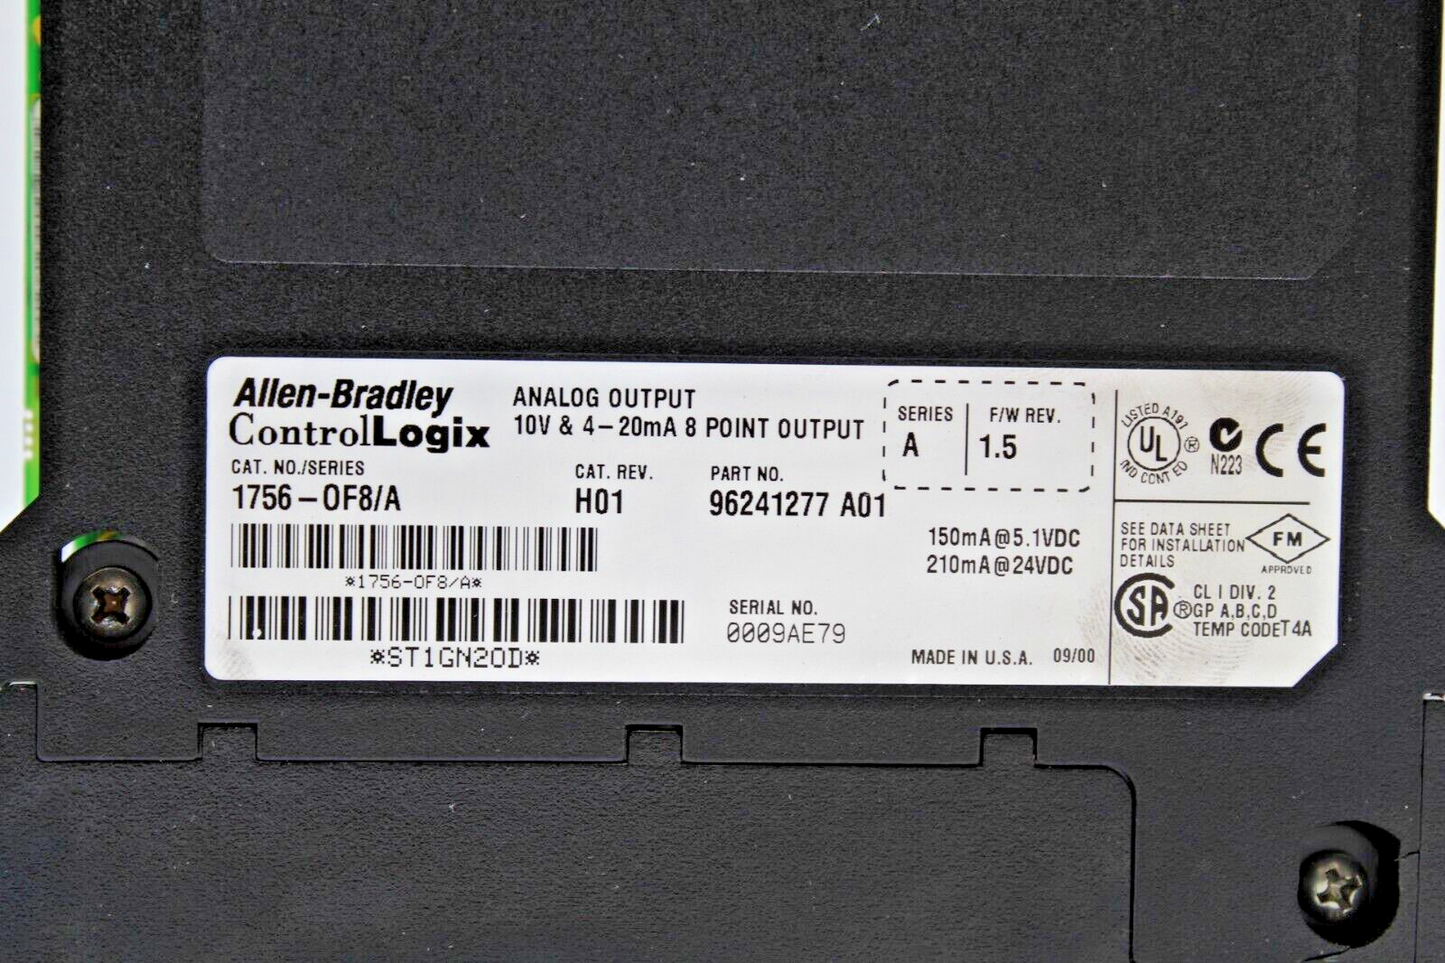 Allen-Bradley
ControlLogix
ANALOG OUTPUT
10V & 4-20mA 8 POINT OUTPUT
SERIES
A
F/W REV.
1.5
CAT. NO./SERIES
1756-OF8/A
CAT. REV.
H01
PART NO.
96241277 A01
*1756-OF8/A*
*ST1GN20D*
150mA@5.1VDC
210mA@24VDC
SERIAL NO.
0009AE79
MADE IN U.S.A. 09/00
LISTED A197
UL ®
IND CONT EQ
N223
CE
SEE DATA SHEET
FOR INSTALLATION
DETAILS
FM
APPROVED
SA ®
CL I DIV. 2
GP A,B,C,D
TEMP CODE T4A